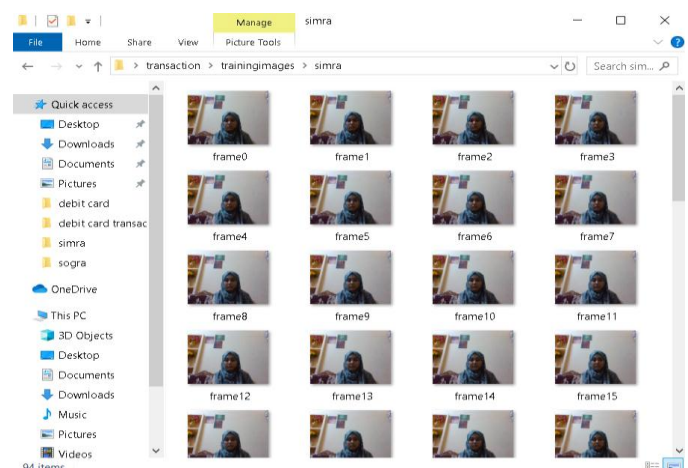 Manage simra
File Home Share View Picture Tools
> transaction > trainingimages > simra Search sim...
Quick access
Desktop
Downloads
Documents
Pictures
debit card
debit card transac
simra
sogra
OneDrive
This PC
3D Objects
Desktop
Documents
Downloads
Music
Pictures
Videos
frame0 frame1 frame2 frame3
frame4 frame5 frame6 frame7
frame8 frame9 frame10 frame11
frame12 frame13 frame14 frame15
94 items